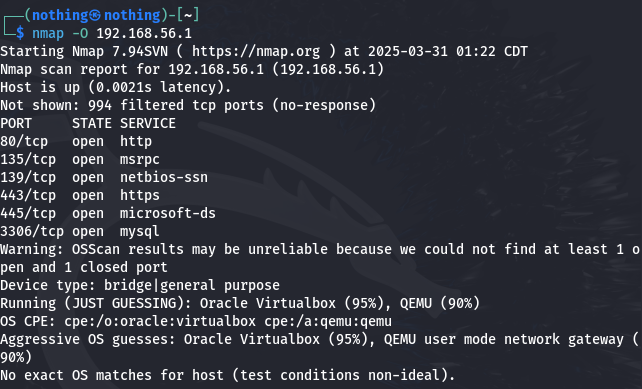 ┌──(nothing㉿nothing)-[~]
└─$ nmap -O 192.168.56.1
Starting Nmap 7.94SVN ( https://nmap.org ) at 2025-03-31 01:22 CDT
Nmap scan report for 192.168.56.1 (192.168.56.1)
Host is up (0.0021s latency).
Not shown: 994 filtered tcp ports (no-response)
PORT     STATE SERVICE
80/tcp   open  http
135/tcp  open  msrpc
139/tcp  open  netbios-ssn
443/tcp  open  https
445/tcp  open  microsoft-ds
3306/tcp open  mysql
Warning: OSScan results may be unreliable because we could not find at least 1 o
pen and 1 closed port
Device type: bridge|general purpose
Running (JUST GUESSING): Oracle Virtualbox (95%), QEMU (90%)
OS CPE: cpe:/o:oracle:virtualbox cpe:/a:qemu:qemu
Aggressive OS guesses: Oracle Virtualbox (95%), QEMU user mode network gateway (
90%)
No exact OS matches for host (test conditions non-ideal).